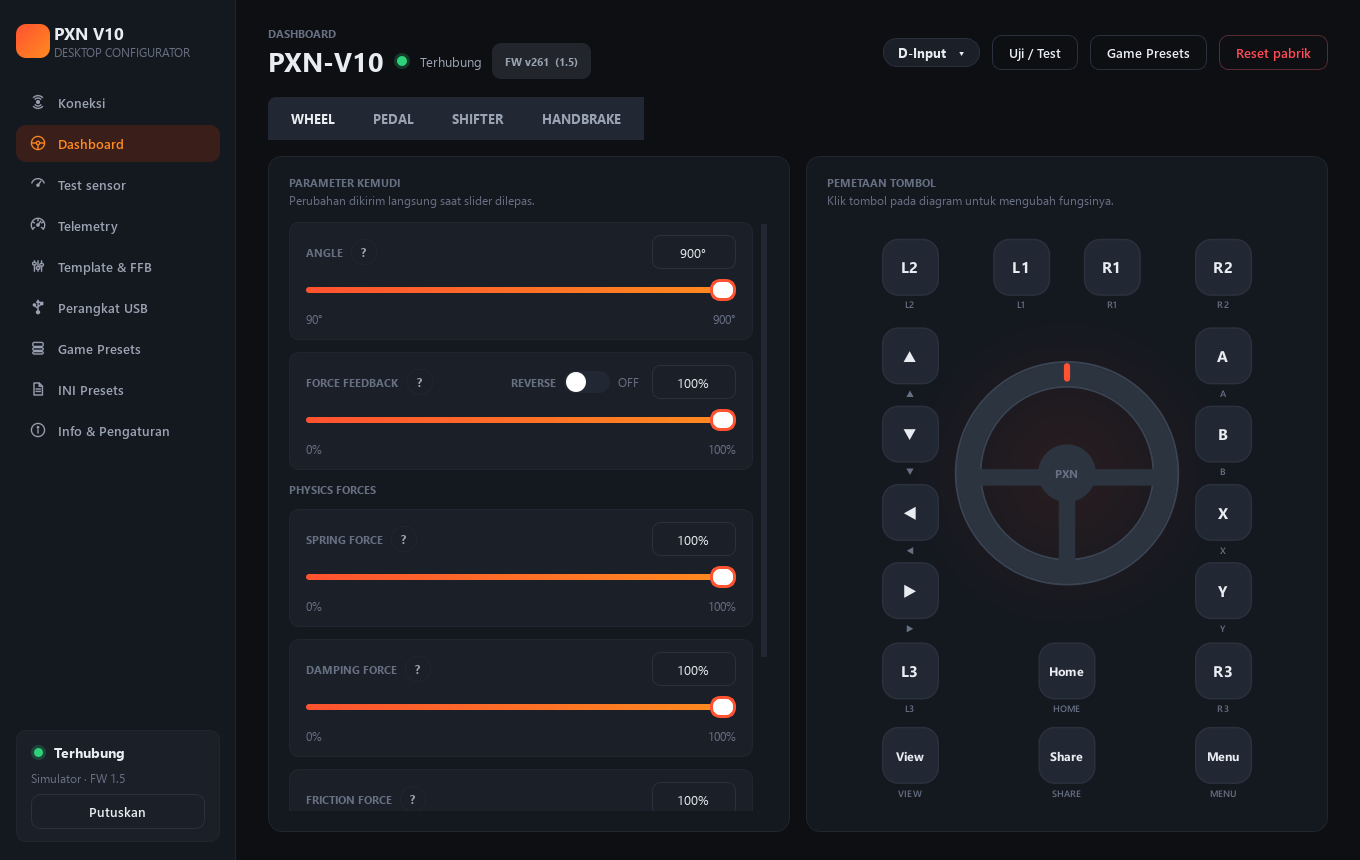 PXN V10
DESKTOP CONFIGURATOR
Koneksi
Dashboard
Test sensor
Telemetry
Template & FFB
Perangkat USB
Game Presets
INI Presets
Info & Pengaturan
Terhubung
Simulator · FW 1.5
Putuskan
DASHBOARD
PXN-V10 Terhubung FW v261 (1.5)
D-Input Uji / Test Game Presets Reset pabrik
WHEEL PEDAL SHIFTER HANDBRAKE
PARAMETER KEMUDI
Perubahan dikirim langsung saat slider dilepas.
ANGLE ? 900°
90° 900°
FORCE FEEDBACK ? REVERSE OFF 100%
0% 100%
PHYSICS FORCES
SPRING FORCE ? 100%
0% 100%
DAMPING FORCE ? 100%
0% 100%
FRICTION FORCE ? 100%
PEMETAAN TOMBOL
Klik tombol pada diagram untuk mengubah fungsinya.
L2 L1 R1 R2
L2 L1 R1 R2
▲ A
▲ A
▼ B
▼ B
PXN
◀ X
◀ X
▶ Y
▶ Y
L3 Home R3
L3 HOME R3
View Share Menu
VIEW SHARE MENU